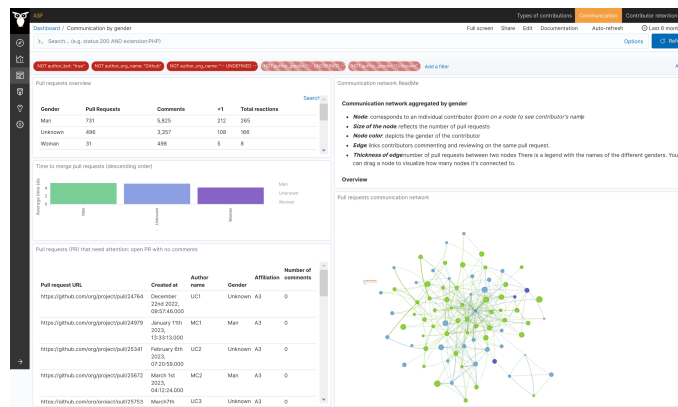 ASF
Types of contributions Communication Contributor retention
Dashboard / Communication by gender
Full screen Share Edit Documentation Auto-refresh Last 6 mont
>_ Search... (e.g. status:200 AND extension:PHP)
Options Refr
NOT author_bot: "true" NOT author_org_name: "Github" NOT author_org_name: "-- UNDEFINED -- Add a filter
Pull requests overview
Search
Gender Pull Requests Comments +1 Total reactions
Man 731 5,825 212 265
Unknown 496 3,357 108 166
Woman 31 498 5 8
Time to merge pull requests (descending order)
Average time
4
2
0
Man
Unknown
Woman
Man
Unknown
Woman
Pull requests (PR) that need attention: open PR with no comments
Pull request URL Created at Author name Gender Affiliation Number of comments
https://github.com/org/project/pull/24764 December 22nd 2022, 09:57:46.000 UC1 Unknown A3 0
https://github.com/org/project/pull/24979 January 11th 2023, 13:33:13.000 MC1 Man A3 0
https://github.com/org/project/pull/25341 February 6th 2023, 07:20:59.000 UC2 Unknown A3 0
https://github.com/org/project/pull/25672 March 1st 2023, 04:12:24.000 MC2 Man A3 0
https://github.com/org/project/pull/25753 March7th UC3 Unknown A3 0
Communication network ReadMe
Communication network aggregated by gender
• Node: corresponds to an individual contributor (zoom on a node to see contributor's name)
• Size of the node reflects the number of pull requests
• Node color: depicts the gender of the contributor
• Edge links contributors commenting and reviewing on the same pull request.
• Thickness of edge number of pull requests between two nodes There is a legend with the names of the different genders. You
can drag a node to visualize how many nodes it's connected to.
Overview
Pull requests communication network